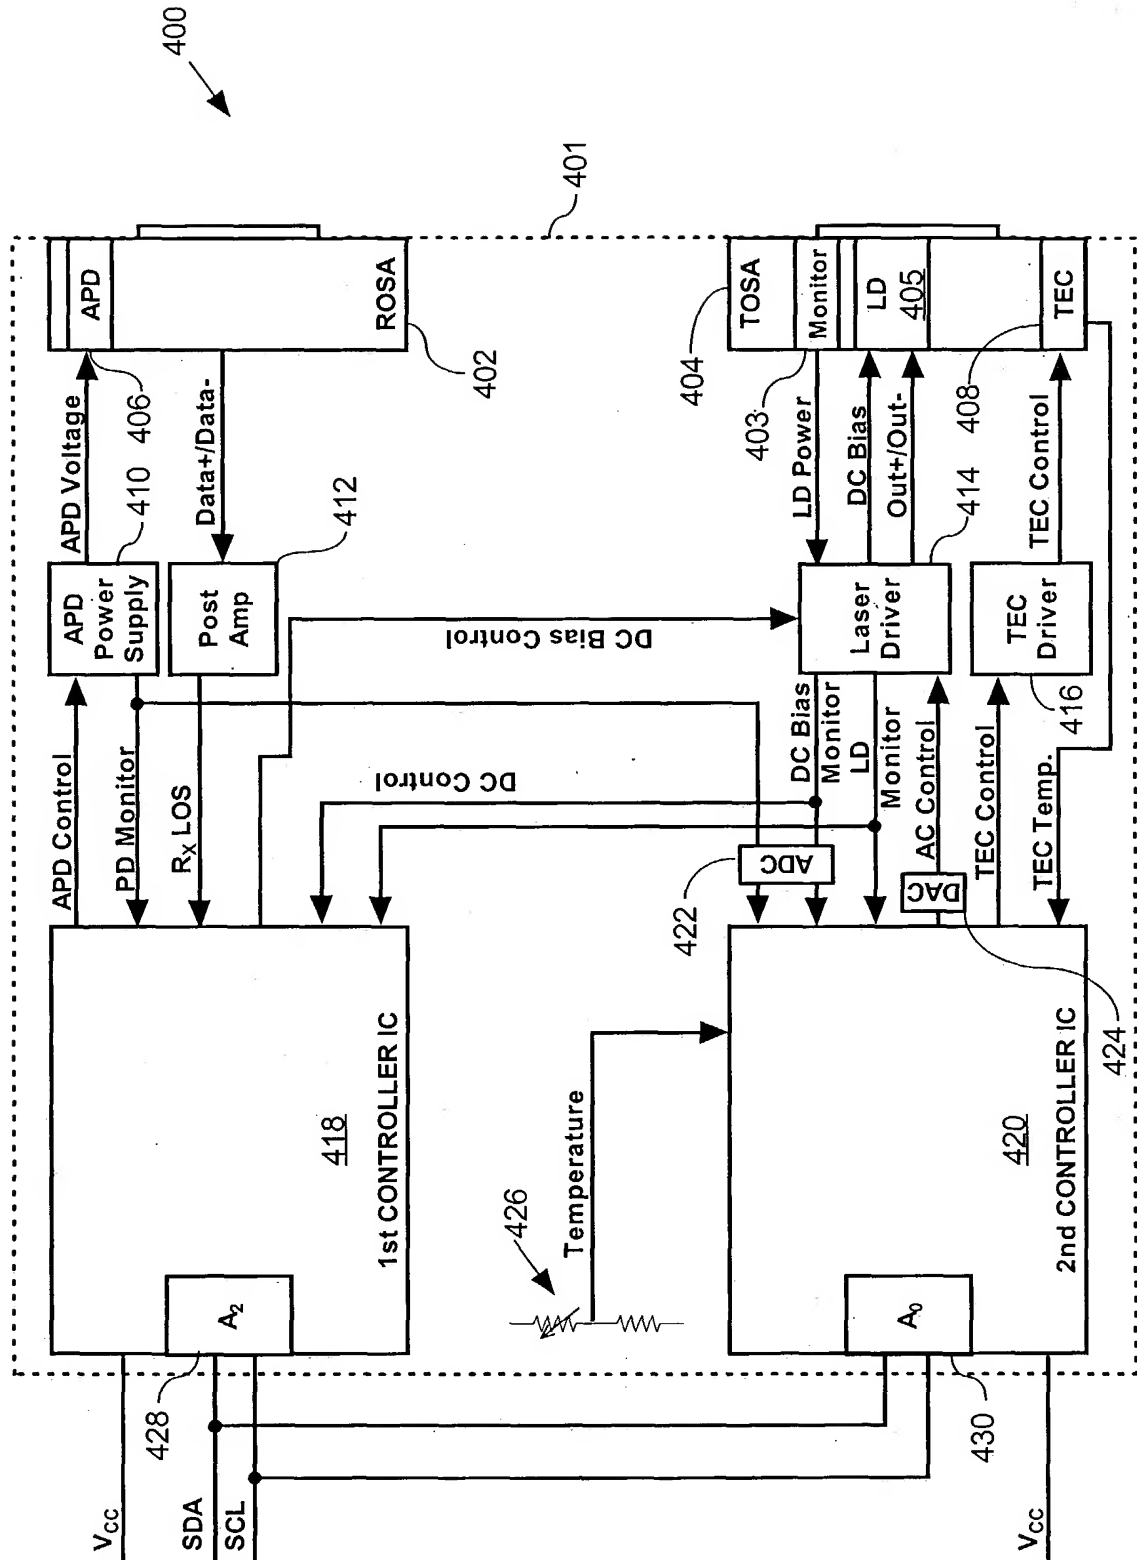 400
401
APD
ROSA
402
406
APD Voltage
Data+/Data-
410
412
APD
Power
Supply
Post
Amp
APD Control
PD Monitor
RX LOS
DC Bias Control
DC Control
418
1st CONTROLLER IC
A2
428
VCC
SDA
SCL
TOSA
Monitor
LD
405
TEC
404
403
408
LD Power
DC Bias
Out+/Out-
414
TEC Control
Laser
Driver
TEC
Driver
416
DC Bias
Monitor
LD
Monitor
AC Control
TEC Control
TEC Temp.
ADC
422
DAC
424
Temperature
426
420
2nd CONTROLLER IC
A0
430
VCC